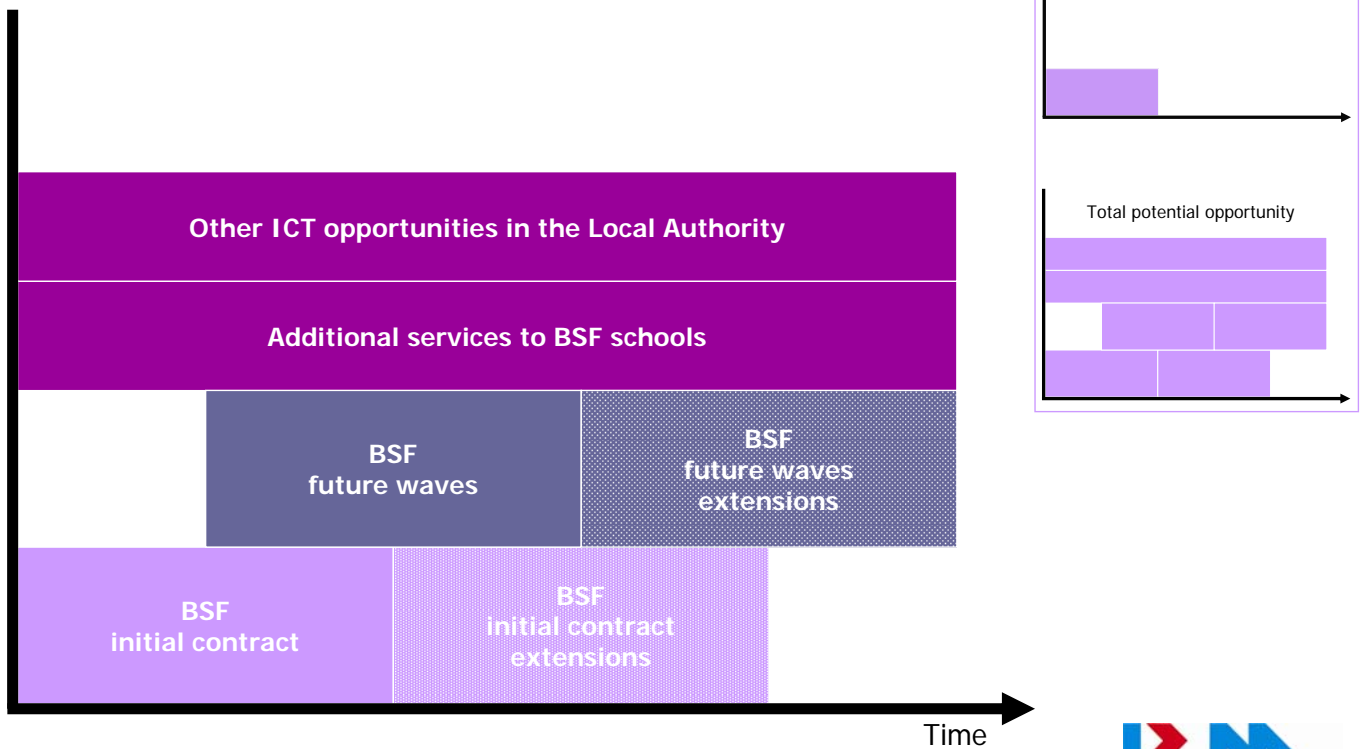 Other ICT opportunities in the Local Authority
Additional services to BSF schools
BSF
future waves
BSF
future waves
extensions
BSF
initial contract
BSF
initial contract
extensions
Time
Total potential opportunity